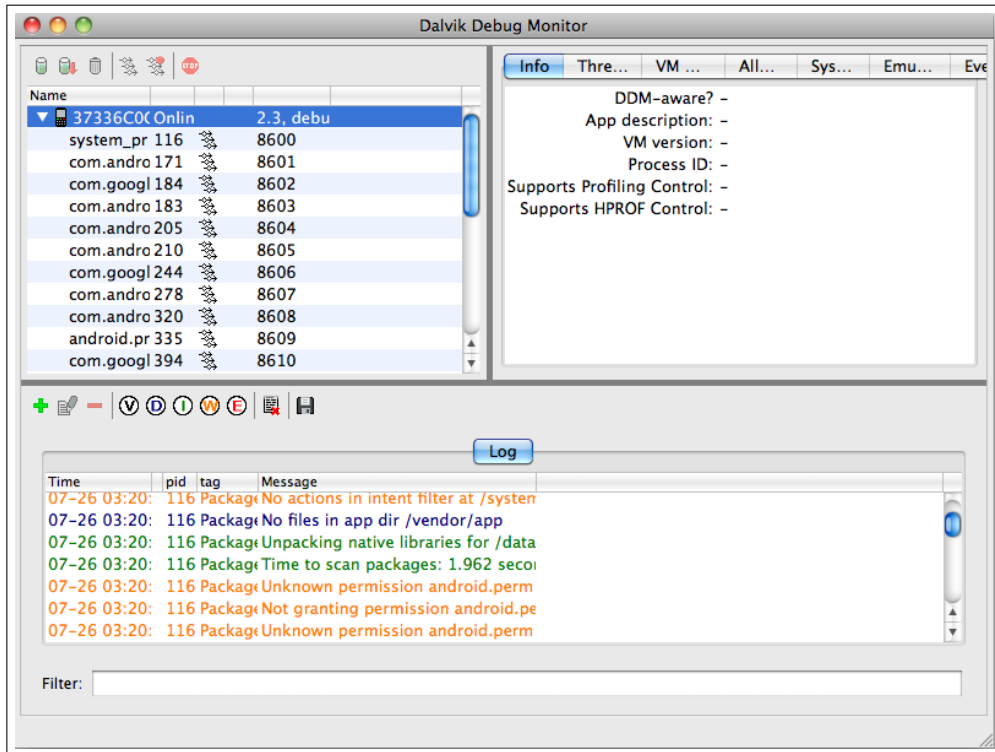 Dalvik Debug Monitor
STOP
Name
37336C0( Onlin 2.3, debu
system_pr 116 8600
com.andro 171 8601
com.googl 184 8602
com.andro 183 8603
com.andro 205 8604
com.andro 210 8605
com.googl 244 8606
com.andro 278 8607
com.andro 320 8608
android.pr 335 8609
com.googl 394 8610
Info Thre... VM ... All... Sys... Emu... Eve
DDM-aware? –
App description: –
VM version: –
Process ID: –
Supports Profiling Control: –
Supports HPROF Control: –
V D I W E
Log
Time pid tag Message
07-26 03:20: 116 Package No actions in intent filter at /system
07-26 03:20: 116 Package No files in app dir /vendor/app
07-26 03:20: 116 Package Unpacking native libraries for /data
07-26 03:20: 116 Package Time to scan packages: 1.962 secon
07-26 03:20: 116 Package Unknown permission android.perm
07-26 03:20: 116 Package Not granting permission android.pe
07-26 03:20: 116 Package Unknown permission android.perm
Filter: